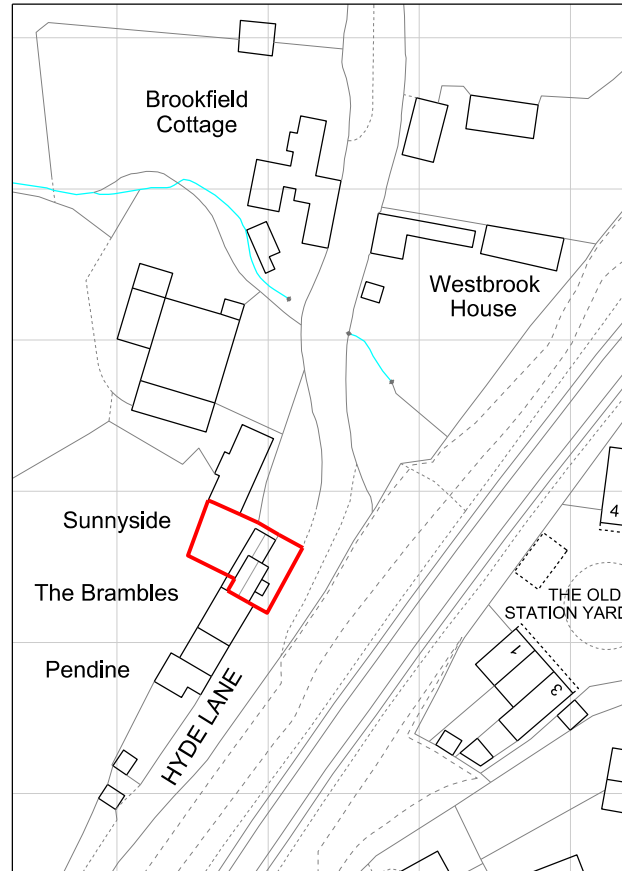 Brookfield
Cottage
Westbrook
House
Sunnyside
4
The Brambles
THE OLD
STATION YARD
1
3
Pendine
HYDE LANE